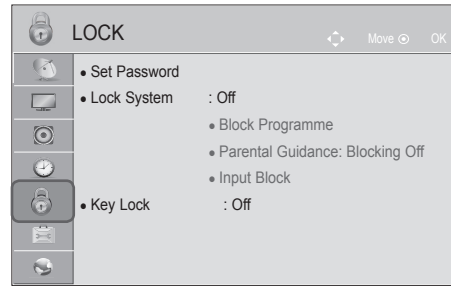 LOCK
Move OK
• Set Password
• Lock System : Off
• Block Programme
• Parental Guidance: Blocking Off
• Input Block
• Key Lock : Off